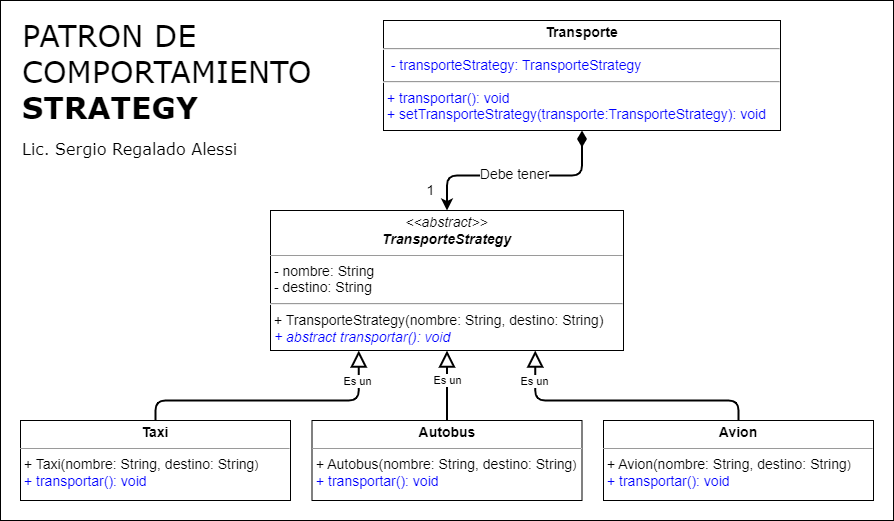 PATRON DE
COMPORTAMIENTO
STRATEGY
Lic. Sergio Regalado Alessi
Transporte
- transporteStrategy: TransporteStrategy
+ transportar(): void
+ setTransporteStrategy(transporte:TransporteStrategy): void
Debe tener
1
<<abstract>>
TransporteStrategy
- nombre: String
- destino: String
+ TransporteStrategy(nombre: String, destino: String)
+ abstract transportar(): void
Es un
Es un
Es un
Taxi
+ Taxi(nombre: String, destino: String)
+ transportar(): void
Autobus
+ Autobus(nombre: String, destino: String)
+ transportar(): void
Avion
+ Avion(nombre: String, destino: String)
+ transportar(): void